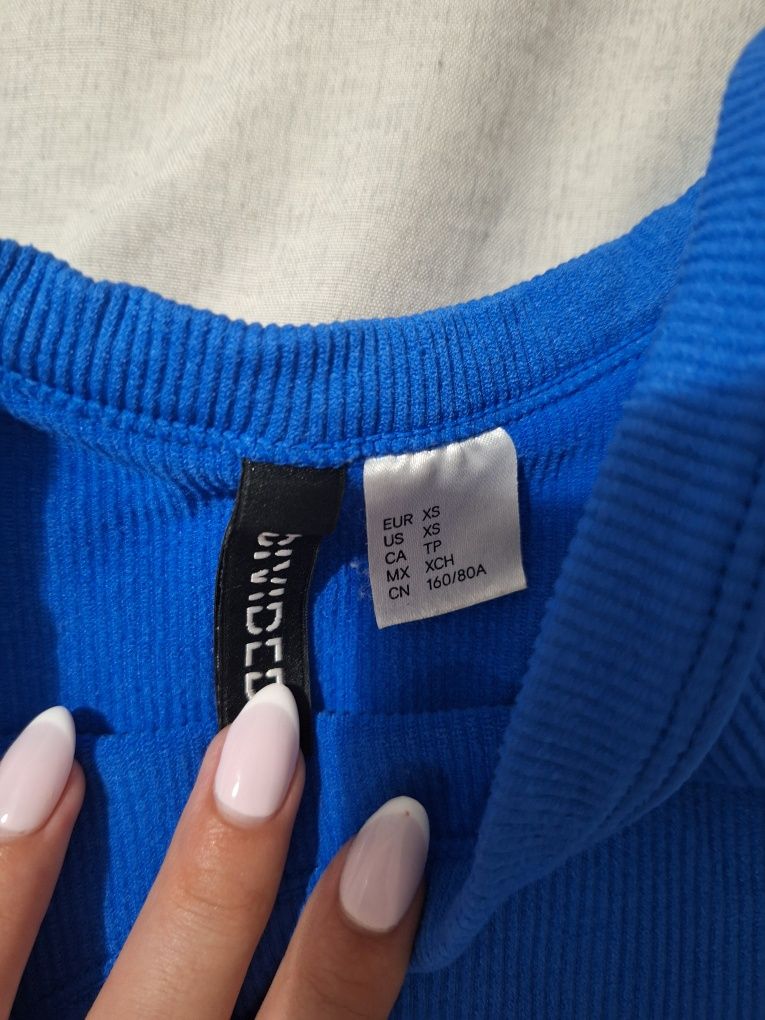 DIVIDED
EUR XS
US XS
CA TP
MX XCH
CN 160/80A